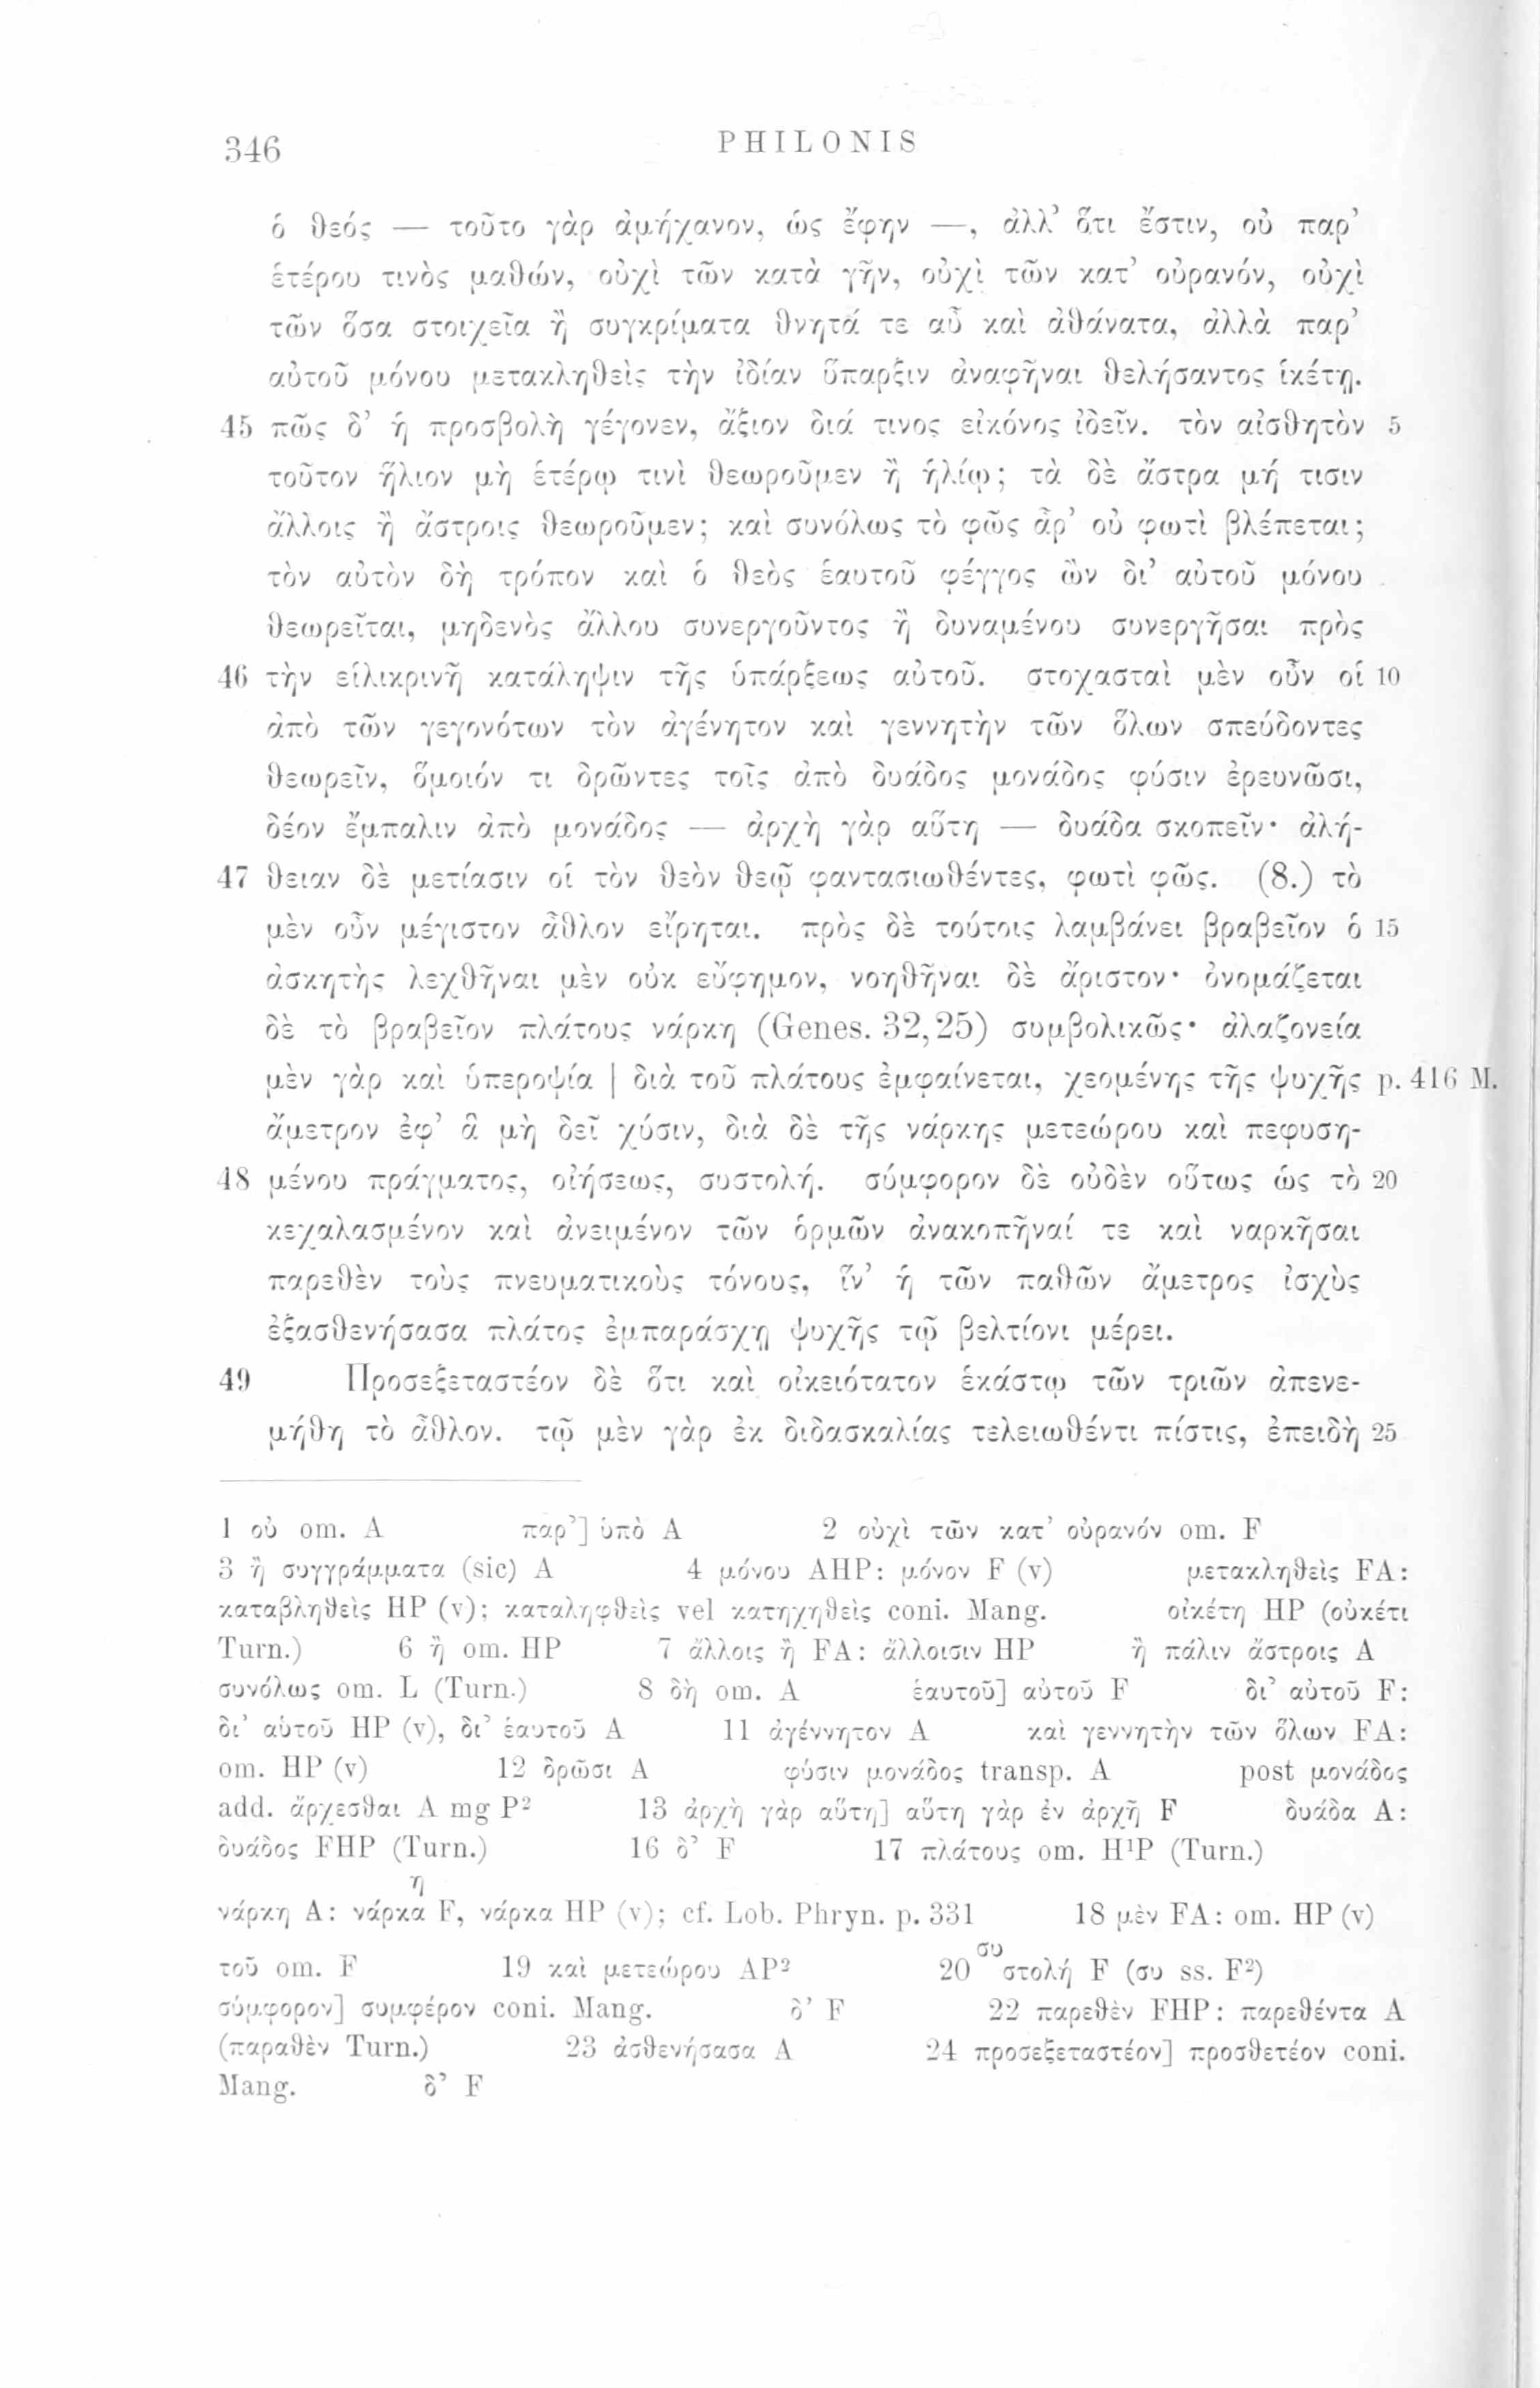 346 PHILONIS
ὁ θεός — τοῦτο γὰρ ἀμήχανον, ὡς ἔφην —, ἀλλ’ ὅτι ἔστιν, οὐ παρ’
ἑτέρου τινὸς μαθών, οὐχὶ τῶν κατὰ γῆν, οὐχὶ τῶν κατ’ οὐρανόν, οὐχὶ
τῶν ὅσα στοιχεῖα ἢ συγκρίματα θνητά τε αὖ καὶ ἀθάνατα, ἀλλὰ παρ’
αὐτοῦ μόνου μετακληθεὶς τὴν ἰδίαν ὕπαρξιν ἀναφῆναι θελήσαντος ἱκέτῃ.
45 πῶς δ’ ἡ προσβολὴ γέγονεν, ἄξιον διά τινος εἰκόνος ἰδεῖν. τὸν αἰσθητὸν 5
τοῦτον ἥλιον μὴ ἑτέρῳ τινὶ θεωροῦμεν ἢ ἡλίῳ; τὰ δὲ ἄστρα μή τισιν
ἄλλοις ἢ ἄστροις θεωροῦμεν; καὶ συνόλως τὸ φῶς ἆρ’ οὐ φωτὶ βλέπεται;
τὸν αὐτὸν δὴ τρόπον καὶ ὁ θεὸς ἑαυτοῦ φέγγος ὢν δι’ αὑτοῦ μόνου
θεωρεῖται, μηδενὸς ἄλλου συνεργοῦντος ἢ δυναμένου συνεργῆσαι πρὸς
46 τὴν εἰλικρινῆ κατάληψιν τῆς ὑπάρξεως αὐτοῦ. στοχασταὶ μὲν οὖν οἱ 10
ἀπὸ τῶν γεγονότων τὸν ἀγένητον καὶ γεννητὴν τῶν ὅλων σπεύδοντες
θεωρεῖν, ὅμοιόν τι δρῶντες τοῖς ἀπὸ δυάδος μονάδος φύσιν ἐρευνῶσι,
δέον ἔμπαλιν ἀπὸ μονάδος — ἀρχὴ γὰρ αὕτη — δυάδα σκοπεῖν· ἀλή-
47 θειαν δὲ μετίασιν οἱ τὸν θεὸν θεῷ φαντασιωθέντες, φωτὶ φῶς. (8.) τὸ
μὲν οὖν μέγιστον ἆθλον εἴρηται. πρὸς δὲ τούτοις λαμβάνει βραβεῖον ὁ 15
ἀσκητὴς λεχθῆναι μὲν οὐκ εὔφημον, νοηθῆναι δὲ ἄριστον· ὀνομάζεται
δὲ τὸ βραβεῖον πλάτους νάρκη (Genes. 32,25) συμβολικῶς· ἀλαζονεία
μὲν γὰρ καὶ ὑπεροψία | διὰ τοῦ πλάτους ἐμφαίνεται, χεομένης τῆς ψυχῆς p. 416 M.
ἄμετρον ἐφ’ ἃ μὴ δεῖ χύσιν, διὰ δὲ τῆς νάρκης μετεώρου καὶ πεφυση-
48 μένου πράγματος, οἰήσεως, συστολή. σύμφορον δὲ οὐδὲν οὕτως ὡς τὸ 20
κεχαλασμένον καὶ ἀνειμένον τῶν ὁρμῶν ἀνακοπῆναί τε καὶ ναρκῆσαι
παρεθὲν τοὺς πνευματικοὺς τόνους, ἵν’ ἡ τῶν παθῶν ἄμετρος ἰσχὺς
ἐξασθενήσασα πλάτος ἐμπαράσχῃ ψυχῆς τῷ βελτίονι μέρει.
49 Προσεξεταστέον δὲ ὅτι καὶ οἰκειότατον ἑκάστῳ τῶν τριῶν ἀπενε-
μήθη τὸ ἆθλον. τῷ μὲν γὰρ ἐκ διδασκαλίας τελειωθέντι πίστις, ἐπειδὴ 25
1 οὐ om. A παρ’] ὑπὸ A 2 οὐχὶ τῶν κατ’ οὐρανόν om. F
3 ἢ συγγράμματα (sic) A 4 μόνου AHP: μόνον F (v) μετακληθεὶς FA:
καταβληθεὶς HP (v); καταληφθεὶς vel κατηχηθεὶς coni. Mang. οἰκέτη HP (οὐκέτι
Turn.) 6 ἢ om. HP 7 ἄλλοις ἢ FA: ἄλλοισιν HP ἢ πάλιν ἄστροις A
συνόλως om. L (Turn.) 8 δὴ om. A ἑαυτοῦ] αὐτοῦ F δι’ αὐτοῦ F:
δι’ αὑτοῦ HP (v), δι’ ἑαυτοῦ A 11 ἀγέννητον A καὶ γεννητὴν τῶν ὅλων FA:
om. HP (v) 12 δρῶσι A φύσιν μονάδος transp. A post μονάδος
add. ἄρχεσθαι A mg P² 13 ἀρχὴ γὰρ αὕτη] αὕτη γὰρ ἐν ἀρχῇ F δυάδα A:
δυάδος FHP (Turn.) 16 δ’ F 17 πλάτους om. H¹P (Turn.)
η
νάρκη A: νάρκα F, νάρκα HP (v); cf. Lob. Phryn. p. 331 18 μὲν FA: om. HP (v)
τοῦ om. F 19 καὶ μετεώρου AP² 20 συστολή F (συ ss. F²)
σύμφορον] συμφέρον coni. Mang. δ’ F 22 παρεθὲν FHP: παρεθέντα A
(παραθὲν Turn.) 23 ἀσθενήσασα A 24 προσεξεταστέον] προσθετέον coni.
Mang. δ’ F